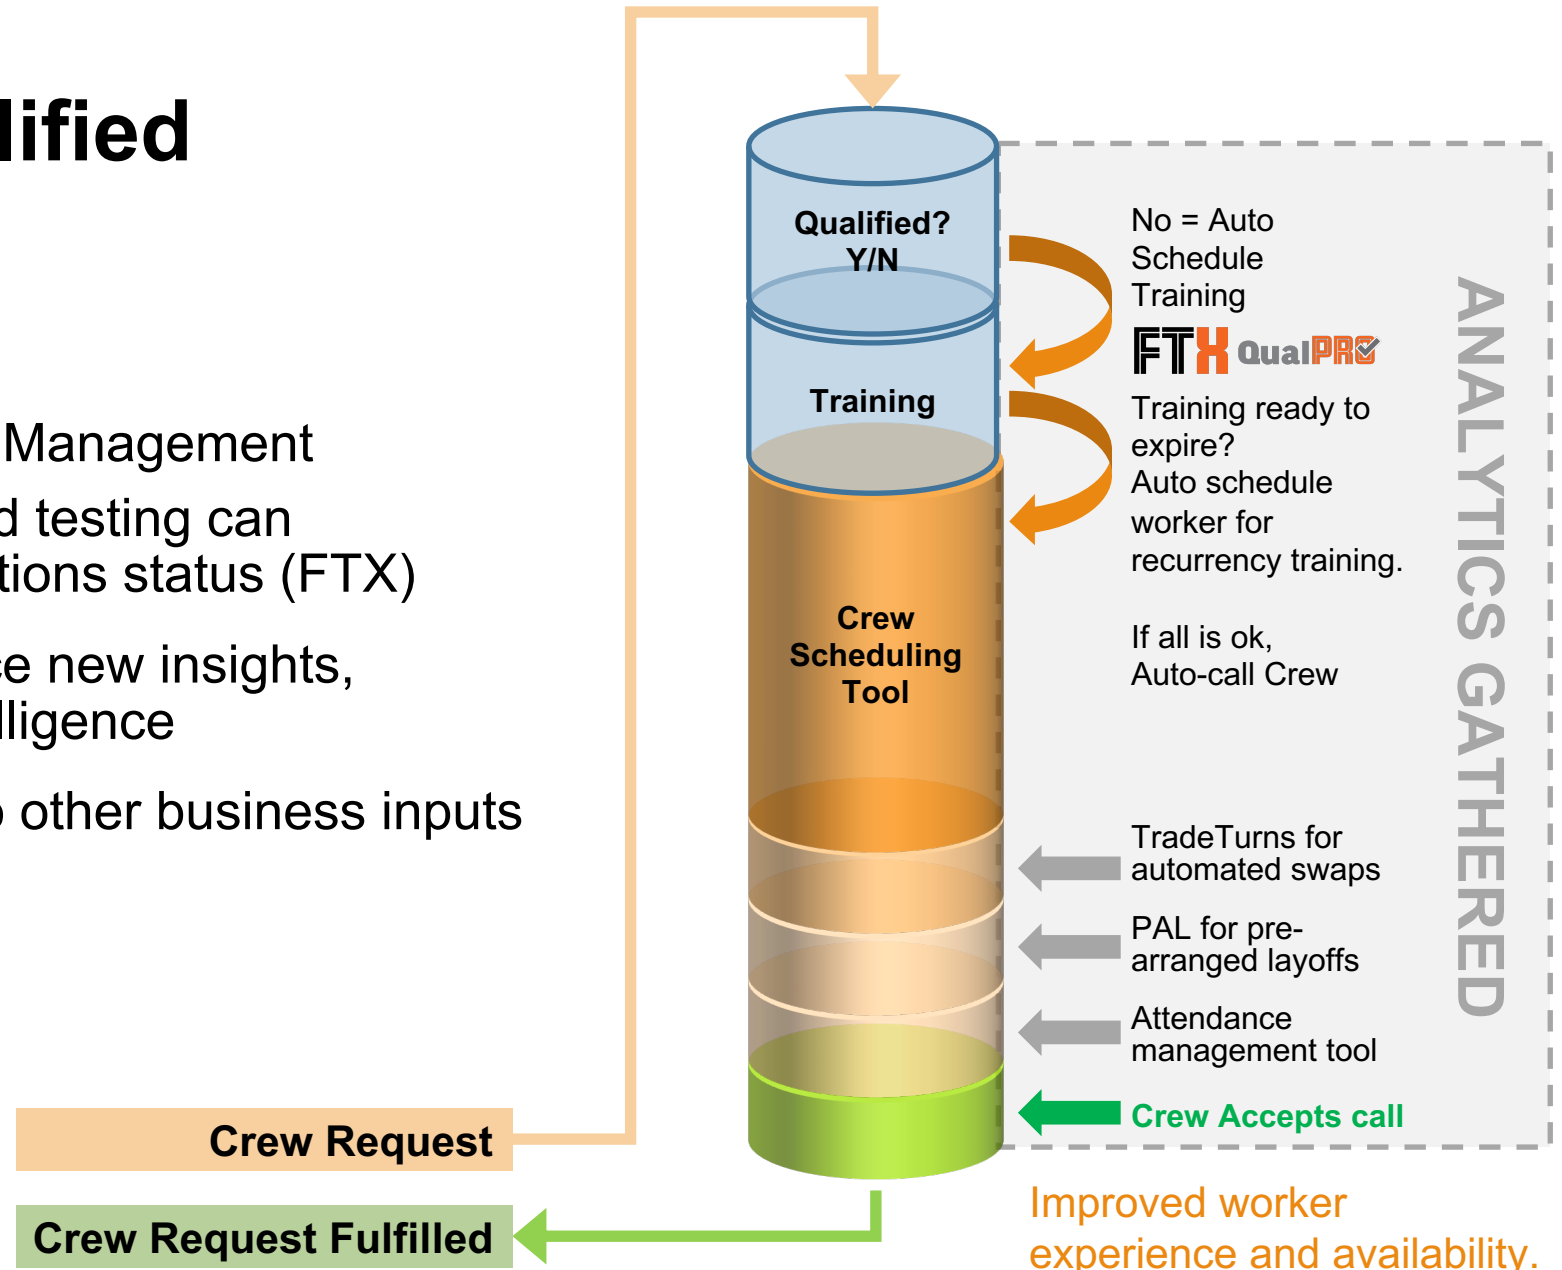 lified
Management
d testing can
tions status (FTX)
ce new insights,
lligence
o other business inputs
Crew Request
Crew Request Fulfilled
Qualified?
Y/N
Training
Crew
Scheduling
Tool
No = Auto
Schedule
Training
FTX QualPRO
Training ready to
expire?
Auto schedule
worker for
recurrency training.
If all is ok,
Auto-call Crew
TradeTurns for
automated swaps
PAL for pre-
arranged layoffs
Attendance
management tool
Crew Accepts call
ANALYTICS GATHERED
Improved worker
experience and availability.